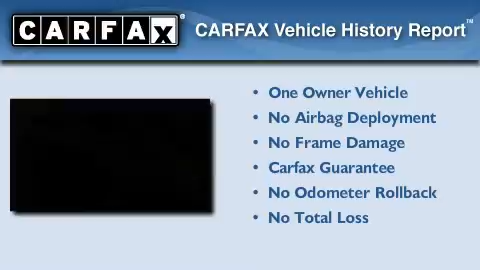 CARFAX® CARFAX Vehicle History Report™
• One Owner Vehicle
• No Airbag Deployment
• No Frame Damage
• Carfax Guarantee
• No Odometer Rollback
• No Total Loss